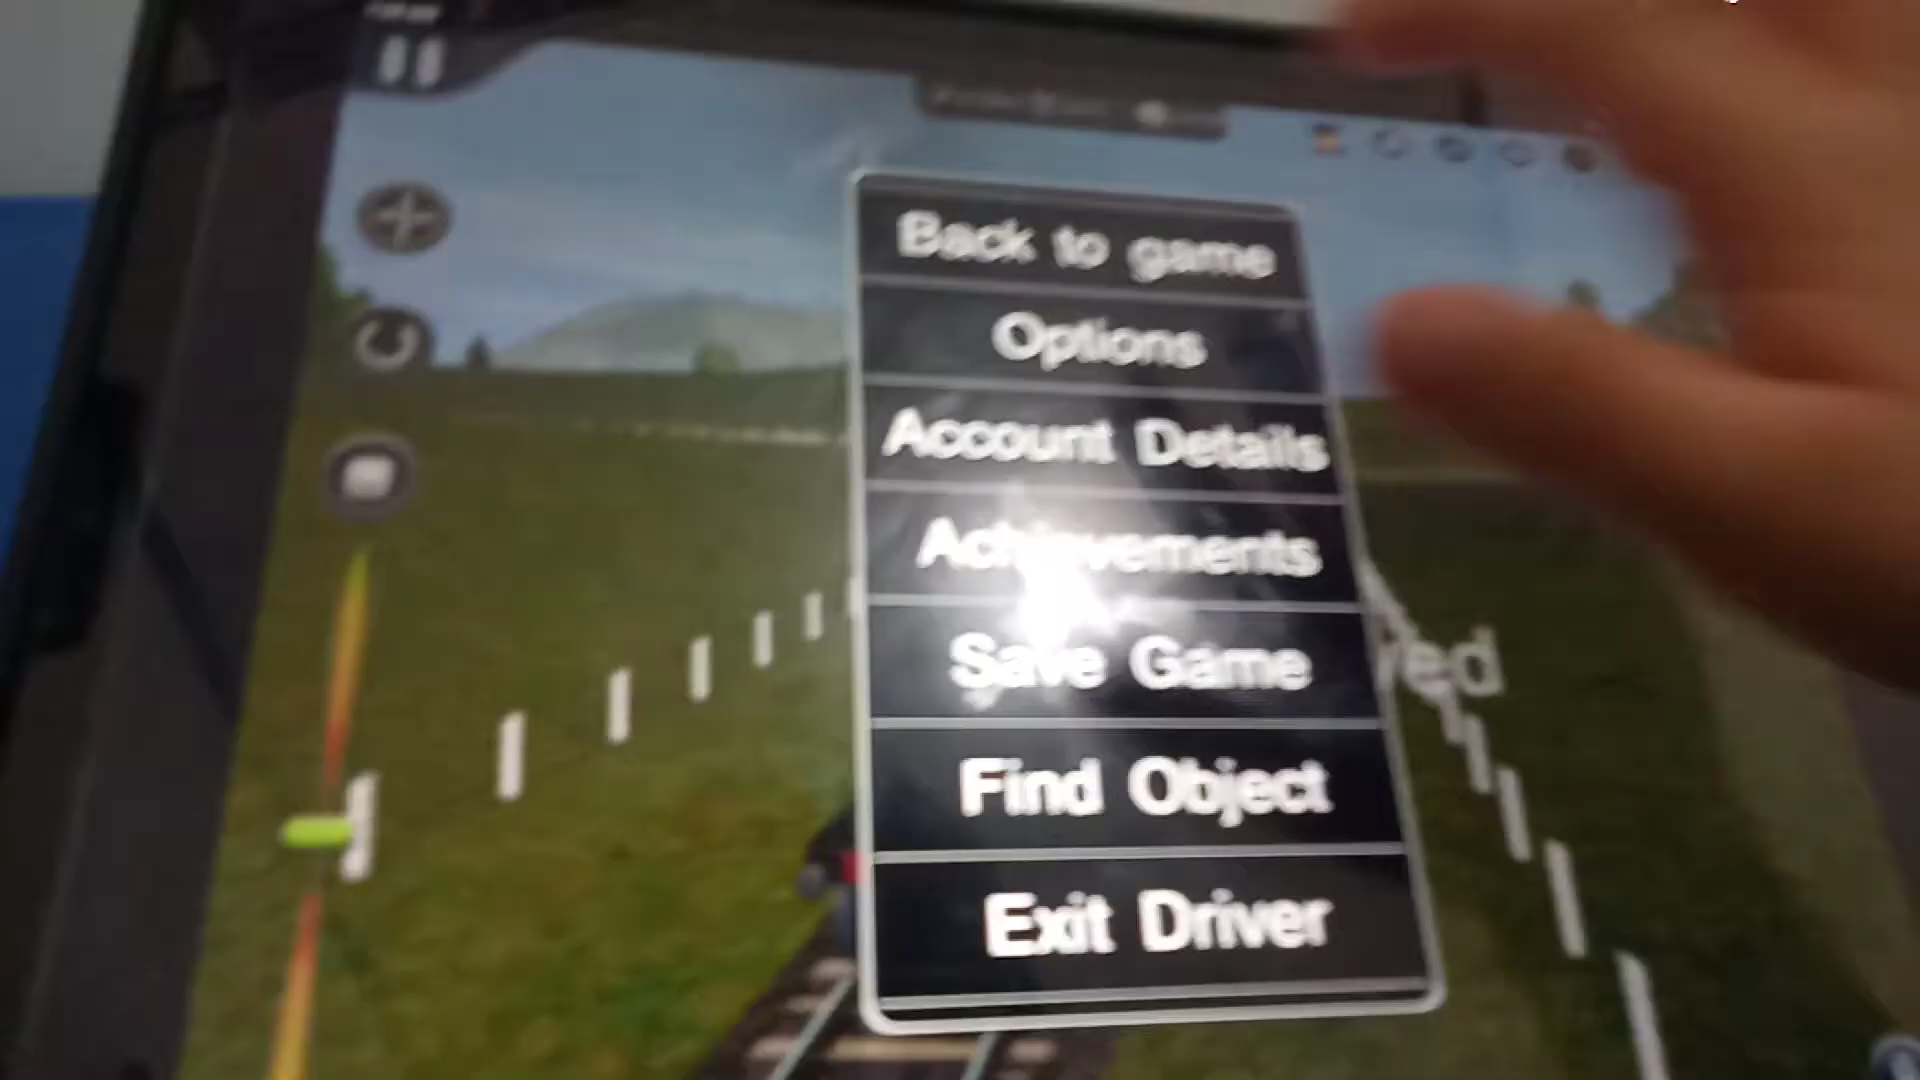 Back to game
Options
Account Details
Achievements
Save Game
Find Object
Exit Driver